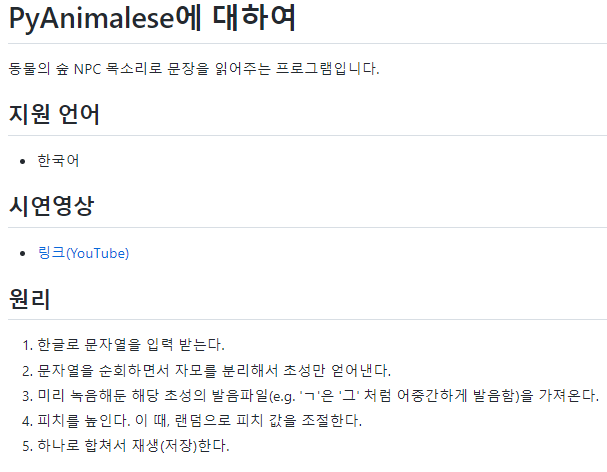 PyAnimalese에 대하여
동물의 숲 NPC 목소리로 문장을 읽어주는 프로그램입니다.
지원 언어
• 한국어
시연영상
• 링크(YouTube)
원리
1. 한글로 문자열을 입력 받는다.
2. 문자열을 순회하면서 자모를 분리해서 초성만 얻어낸다.
3. 미리 녹음해둔 해당 초성의 발음파일(e.g. 'ㄱ'은 '그' 처럼 어중간하게 발음함)을 가져온다.
4. 피치를 높인다. 이 때, 랜덤으로 피치 값을 조절한다.
5. 하나로 합쳐서 재생(저장)한다.